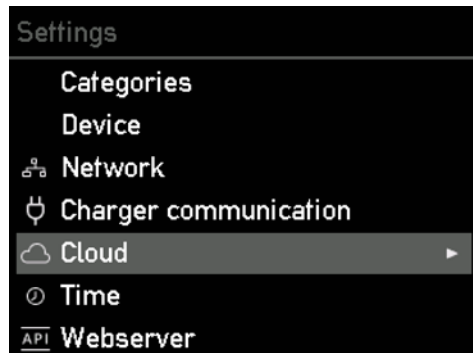 Settings
Categories
Device
Network
Charger communication
Cloud
Time
API Webserver